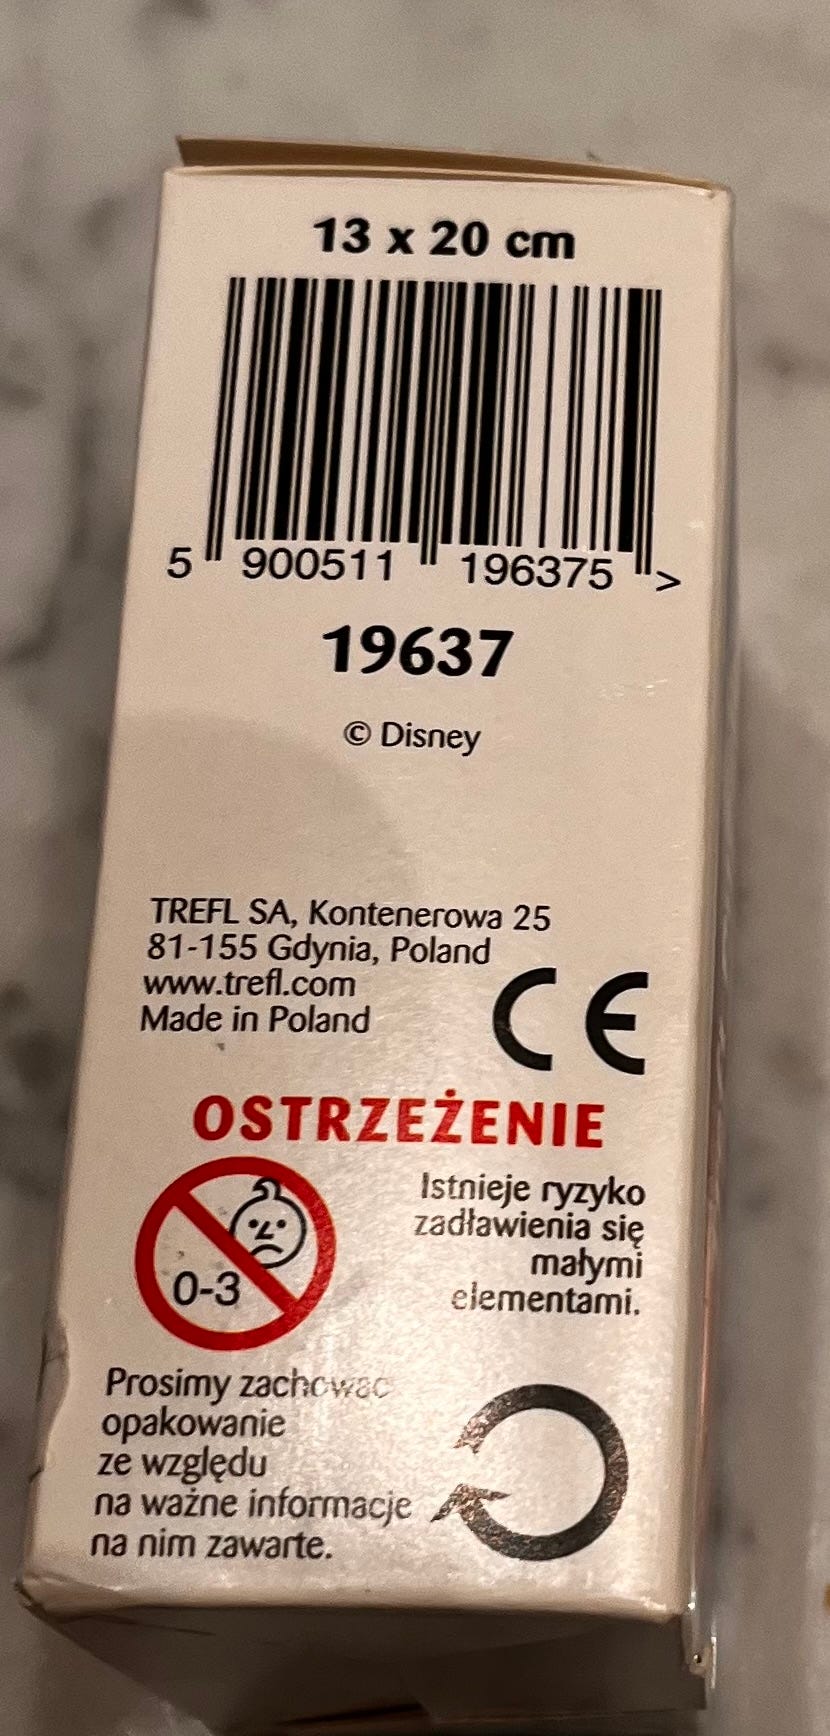 13 x 20 cm
5 900511 196375 >
19637
© Disney
TREFL SA, Kontenerowa 25
81-155 Gdynia, Poland
www.trefl.com
Made in Poland
CE
OSTRZEŻENIE
0-3
Istnieje ryzyko
zadławienia się
małymi
elementami.
Prosimy zachować
opakowanie
ze względu
na ważne informacje
na nim zawarte.